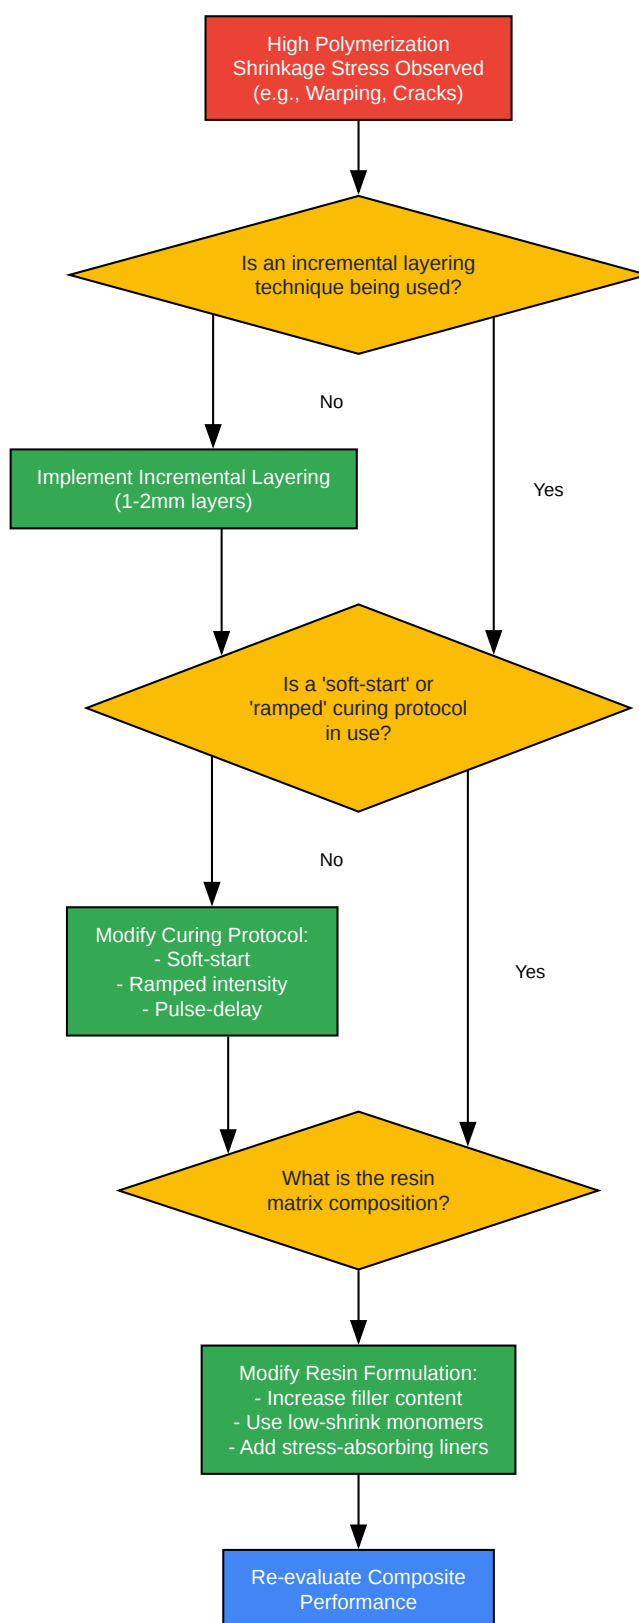 High Polymerization
Shrinkage Stress Observed
(e.g., Warping, Cracks)
Is an incremental layering
technique being used?
No
Implement Incremental Layering
(1-2mm layers)
Yes
Is a 'soft-start' or
'ramped' curing protocol
in use?
No
Modify Curing Protocol:
- Soft-start
- Ramped intensity
- Pulse-delay
Yes
What is the resin
matrix composition?
Modify Resin Formulation:
- Increase filler content
- Use low-shrink monomers
- Add stress-absorbing liners
Re-evaluate Composite
Performance